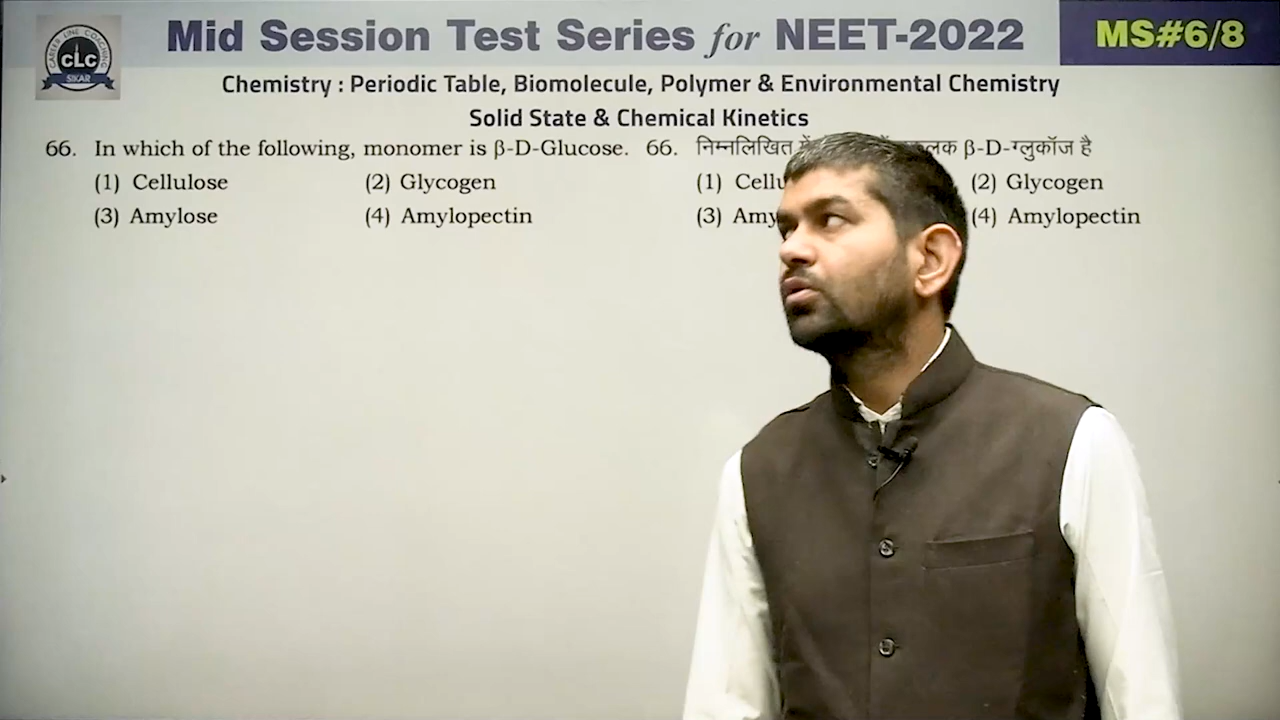 Mid Session Test Series for NEET-2022
MS#6/8
CLC
SIKAR
Chemistry : Periodic Table, Biomolecule, Polymer & Environmental Chemistry
Solid State & Chemical Kinetics
66. In which of the following, monomer is β-D-Glucose.
(1) Cellulose (2) Glycogen
(3) Amylose (4) Amylopectin
66. निम्नलिखित β-D-ग्लुकॉज है
(1) (2) Glycogen
(3) (4) Amylopectin